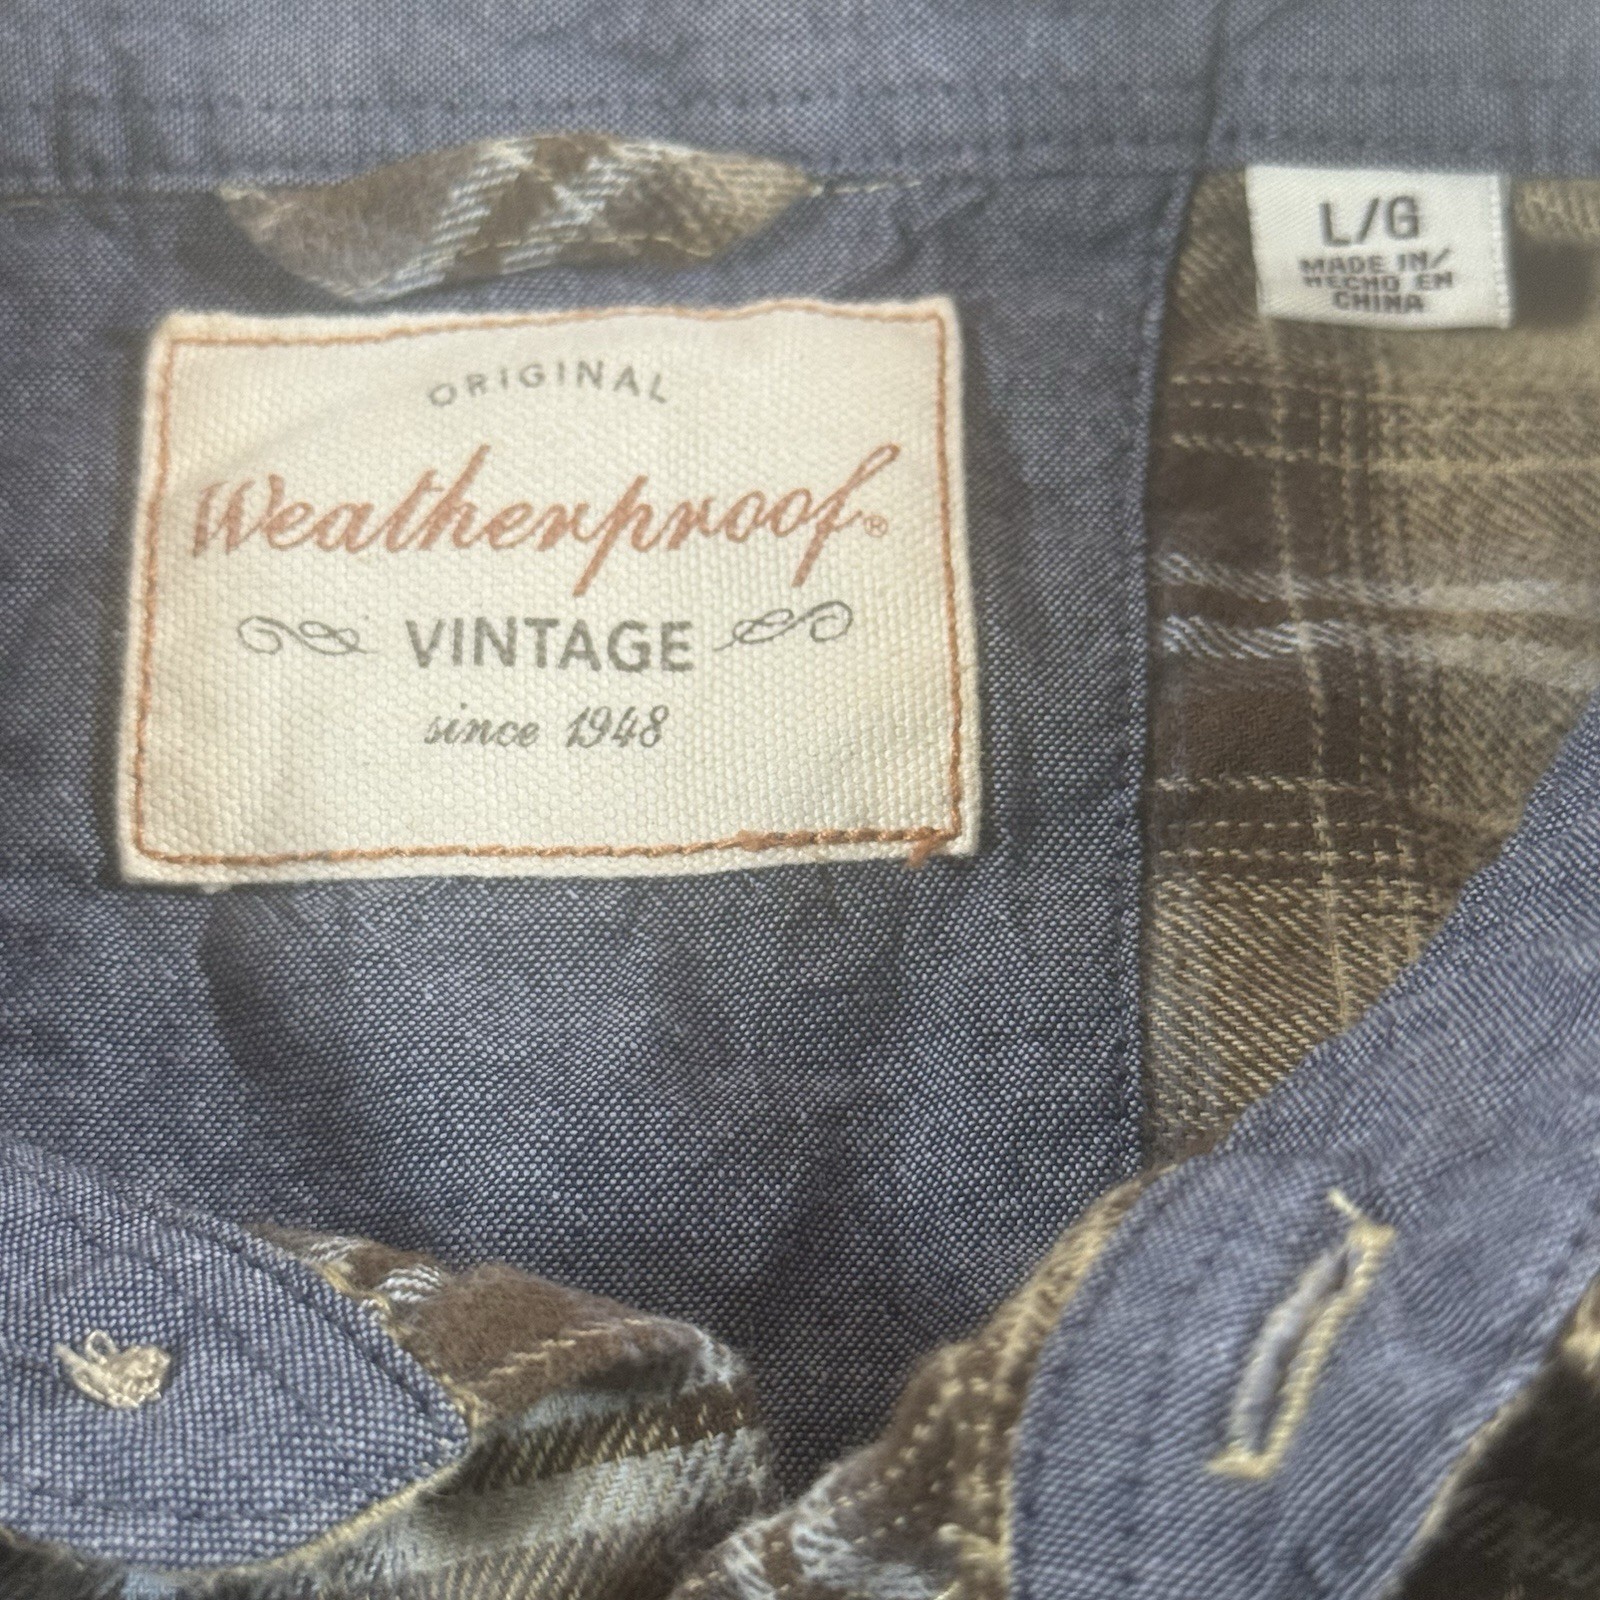 ORIGINAL
Weatherproof®
VINTAGE
since 1948
L/G
MADE IN/
HECHO EN
CHINA